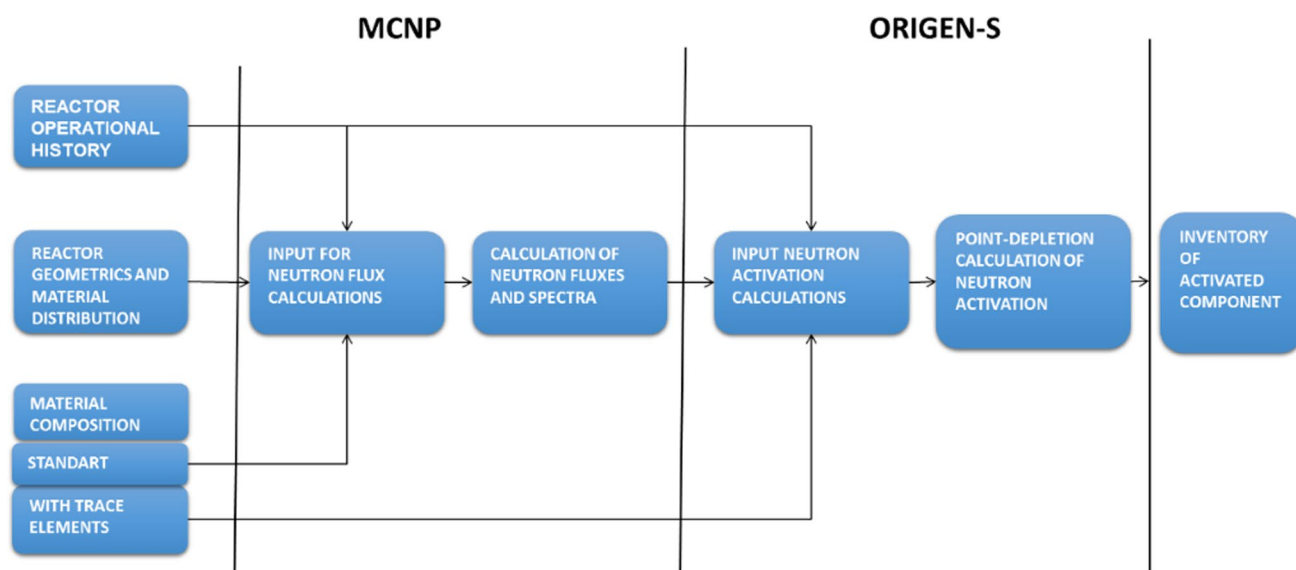 MCNP
ORIGEN-S
REACTOR
OPERATIONAL
HISTORY
REACTOR
GEOMETRICS AND
MATERIAL
DISTRIBUTION
INPUT FOR
NEUTRON FLUX
CALCULATIONS
CALCULATION OF
NEUTRON FLUXES
AND SPECTRA
INPUT NEUTRON
ACTIVATION
CALCULATIONS
POINT-DEPLETION
CALCULATION OF
NEUTRON
ACTIVATION
INVENTORY
OF
ACTIVATED
COMPONENT
MATERIAL
COMPOSITION
STANDART
WITH TRACE
ELEMENTS